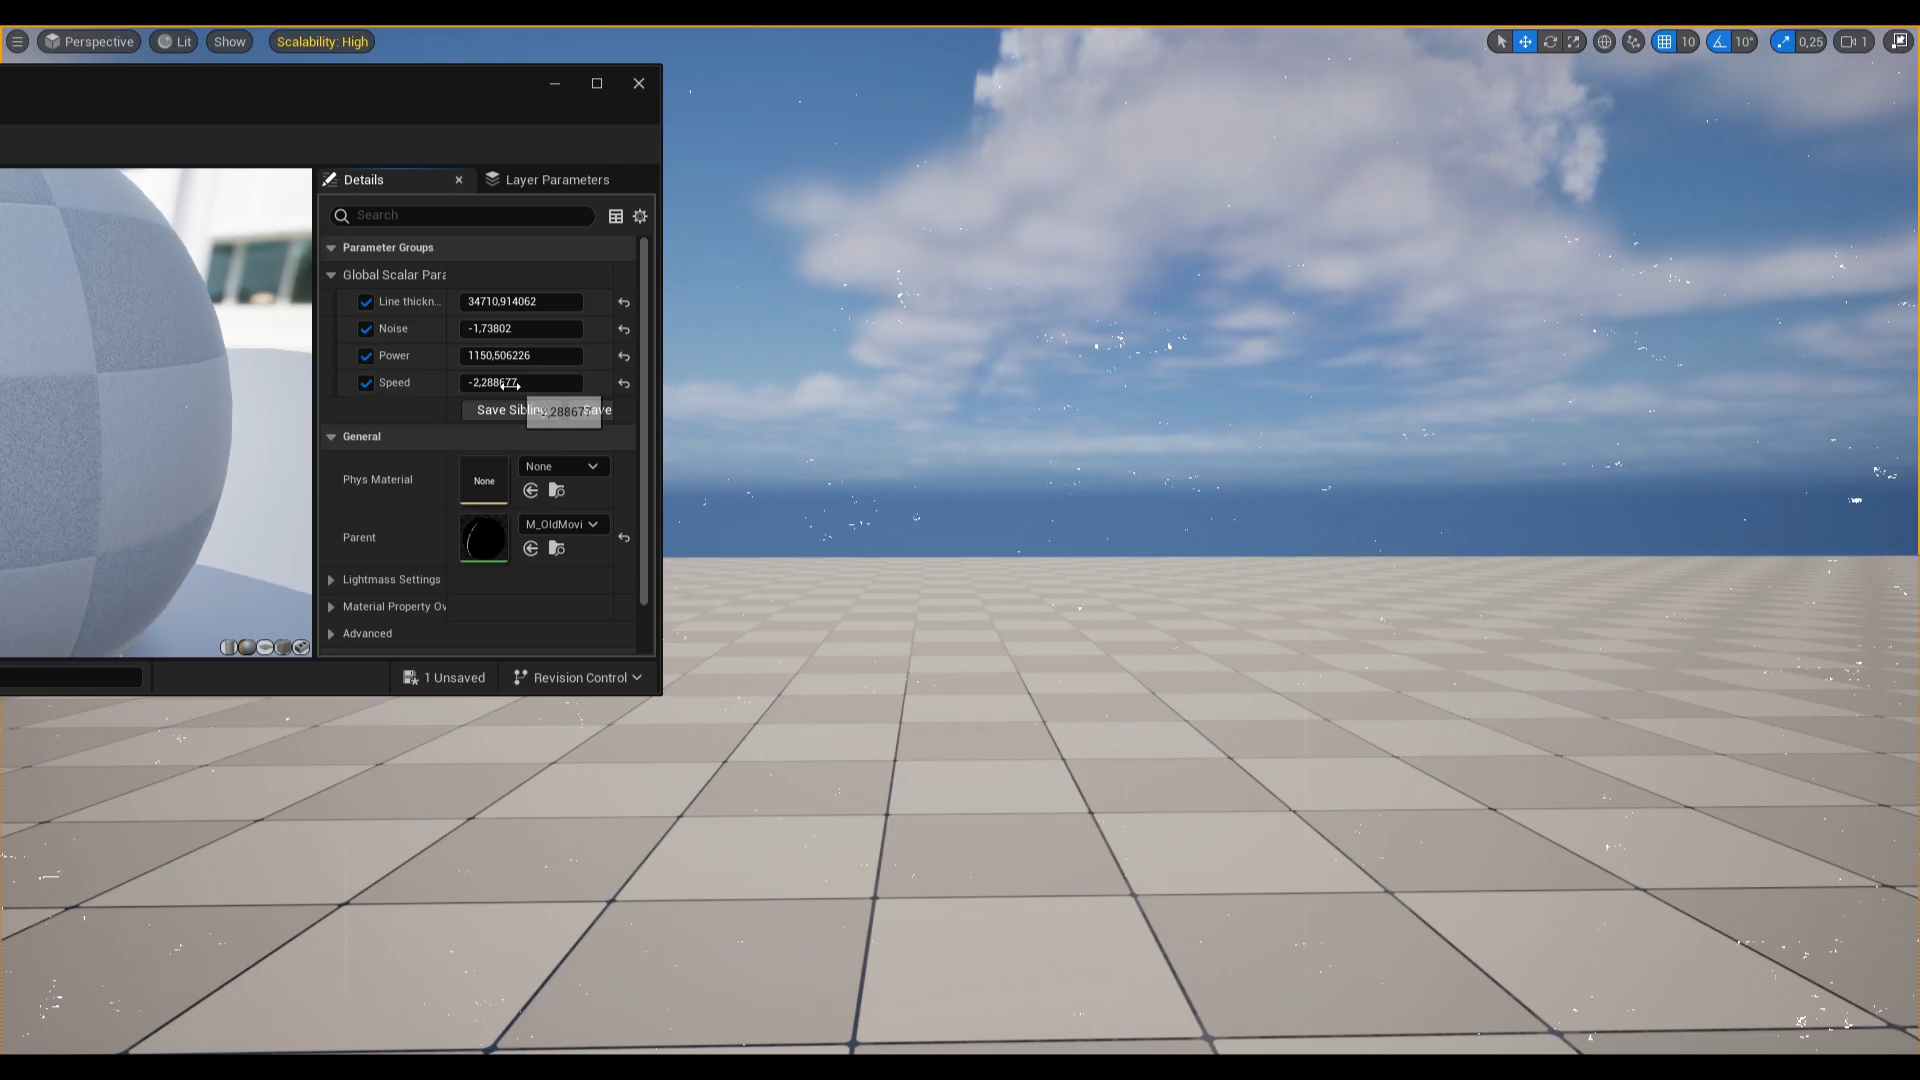 Perspective
Lit
Show
Scalability: High
10
10°
0,25
1
Details
Layer Parameters
Search
Parameter Groups
Global Scalar Para
Line thickn...
34710,914062
Noise
-1,73802
Power
1150,506226
Speed
-2,288677
Save Sibling
Save
General
Phys Material
None
None
Parent
M_OldMovi
Lightmass Settings
Material Property Ov
Advanced
1 Unsaved
Revision Control